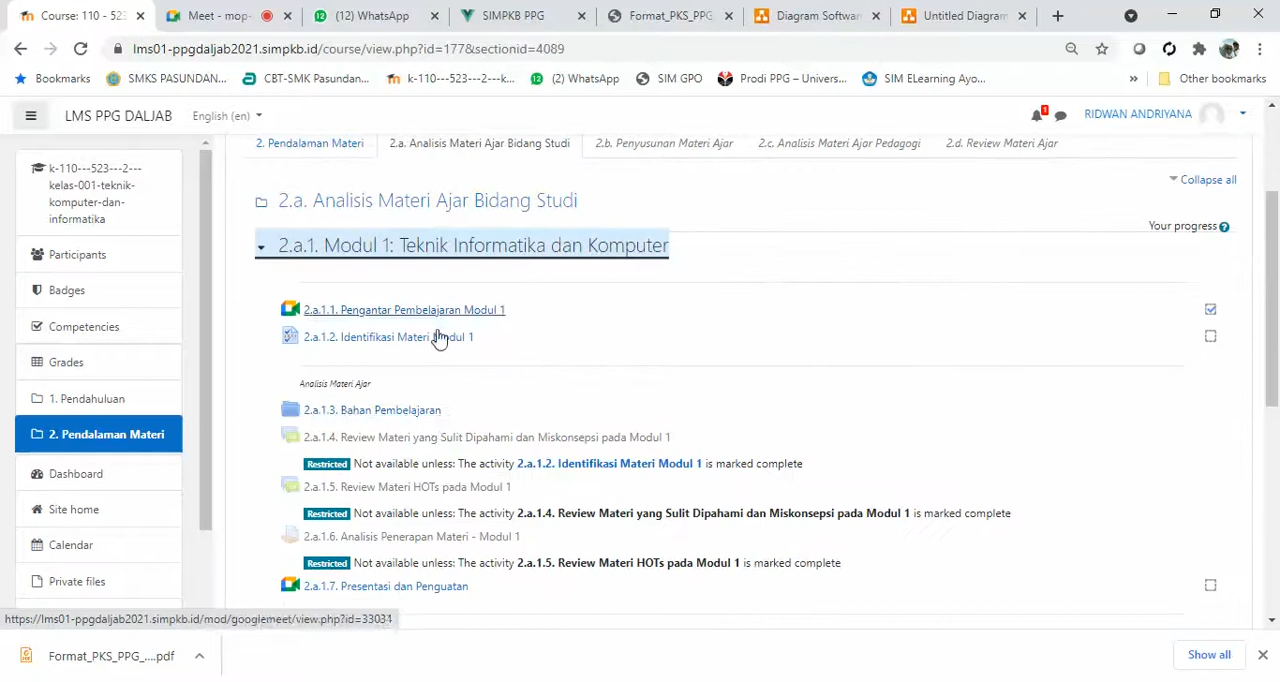 Course: 110 - 52
Meet - mop-
(12) WhatsApp
SIMPKB PPG
Format_PKS_PPG_
Diagram Softwar
Untitled Diagram
lms01-ppgdaljab2021.simpkb.id/course/view.php?id=177&sectionid=4089
Bookmarks
SMKS PASUNDAN...
CBT-SMK Pasundan...
k-110---523---2---k...
(2) WhatsApp
SIM GPO
Prodi PPG – Univers...
SIM ELearning Ayo...
»
Other bookmarks
LMS PPG DALJAB
English (en)
1
RIDWAN ANDRIYANA
k-110---523---2---
kelas-001-teknik-
komputer-dan-
informatika
Participants
Badges
Competencies
Grades
1. Pendahuluan
2. Pendalaman Materi
Dashboard
Site home
Calendar
Private files
2. Pendalaman Materi
2.a. Analisis Materi Ajar Bidang Studi
2.b. Penyusunan Materi Ajar
2.c. Analisis Materi Ajar Pedagogi
2.d. Review Materi Ajar
Collapse all
2.a. Analisis Materi Ajar Bidang Studi
Your progress
2.a.1. Modul 1: Teknik Informatika dan Komputer
2.a.1.1. Pengantar Pembelajaran Modul 1
2.a.1.2. Identifikasi Materi Modul 1
Analisis Materi Ajar
2.a.1.3. Bahan Pembelajaran
2.a.1.4. Review Materi yang Sulit Dipahami dan Miskonsepsi pada Modul 1
Restricted Not available unless: The activity 2.a.1.2. Identifikasi Materi Modul 1 is marked complete
2.a.1.5. Review Materi HOTs pada Modul 1
Restricted Not available unless: The activity 2.a.1.4. Review Materi yang Sulit Dipahami dan Miskonsepsi pada Modul 1 is marked complete
2.a.1.6. Analisis Penerapan Materi - Modul 1
Restricted Not available unless: The activity 2.a.1.5. Review Materi HOTs pada Modul 1 is marked complete
2.a.1.7. Presentasi dan Penguatan
https://lms01-ppgdaljab2021.simpkb.id/mod/googlemeet/view.php?id=33034
Format_PKS_PPG_....pdf
Show all